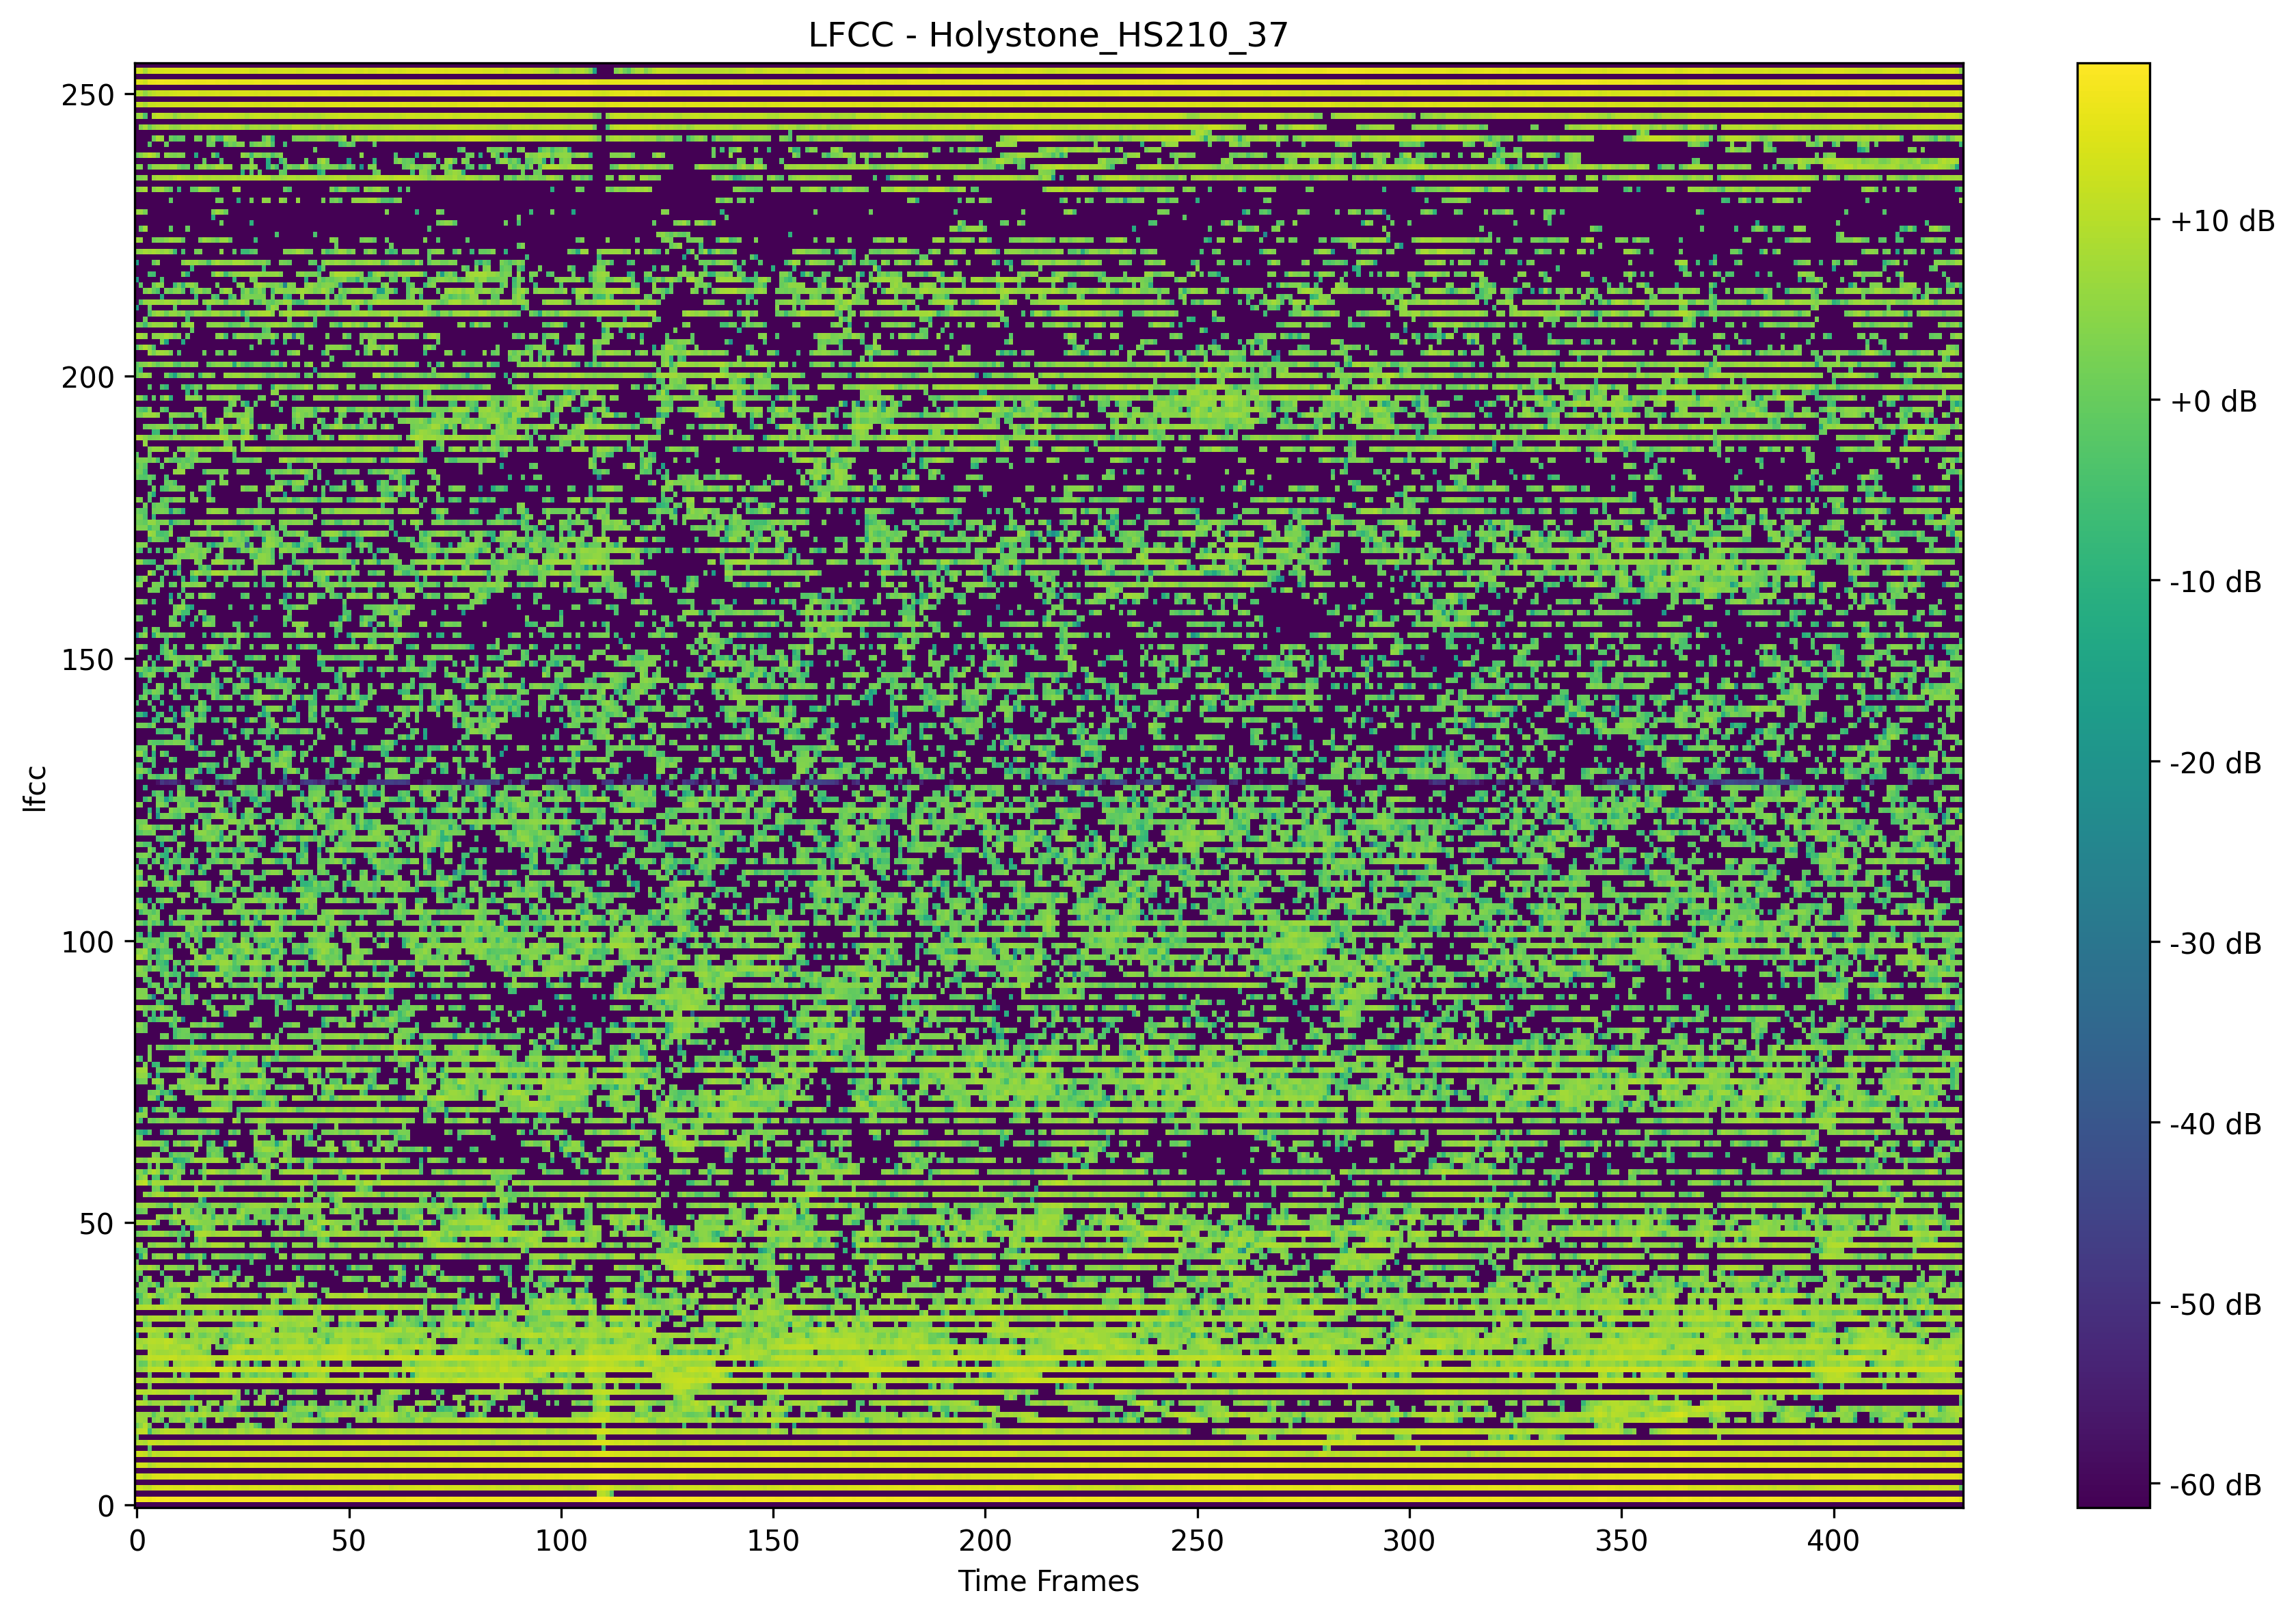 LFCC - Holystone_HS210_37
250
200
150
100
50
0
lfcc
0 50 100 150 200 250 300 350 400
Time Frames
+10 dB
+0 dB
-10 dB
-20 dB
-30 dB
-40 dB
-50 dB
-60 dB